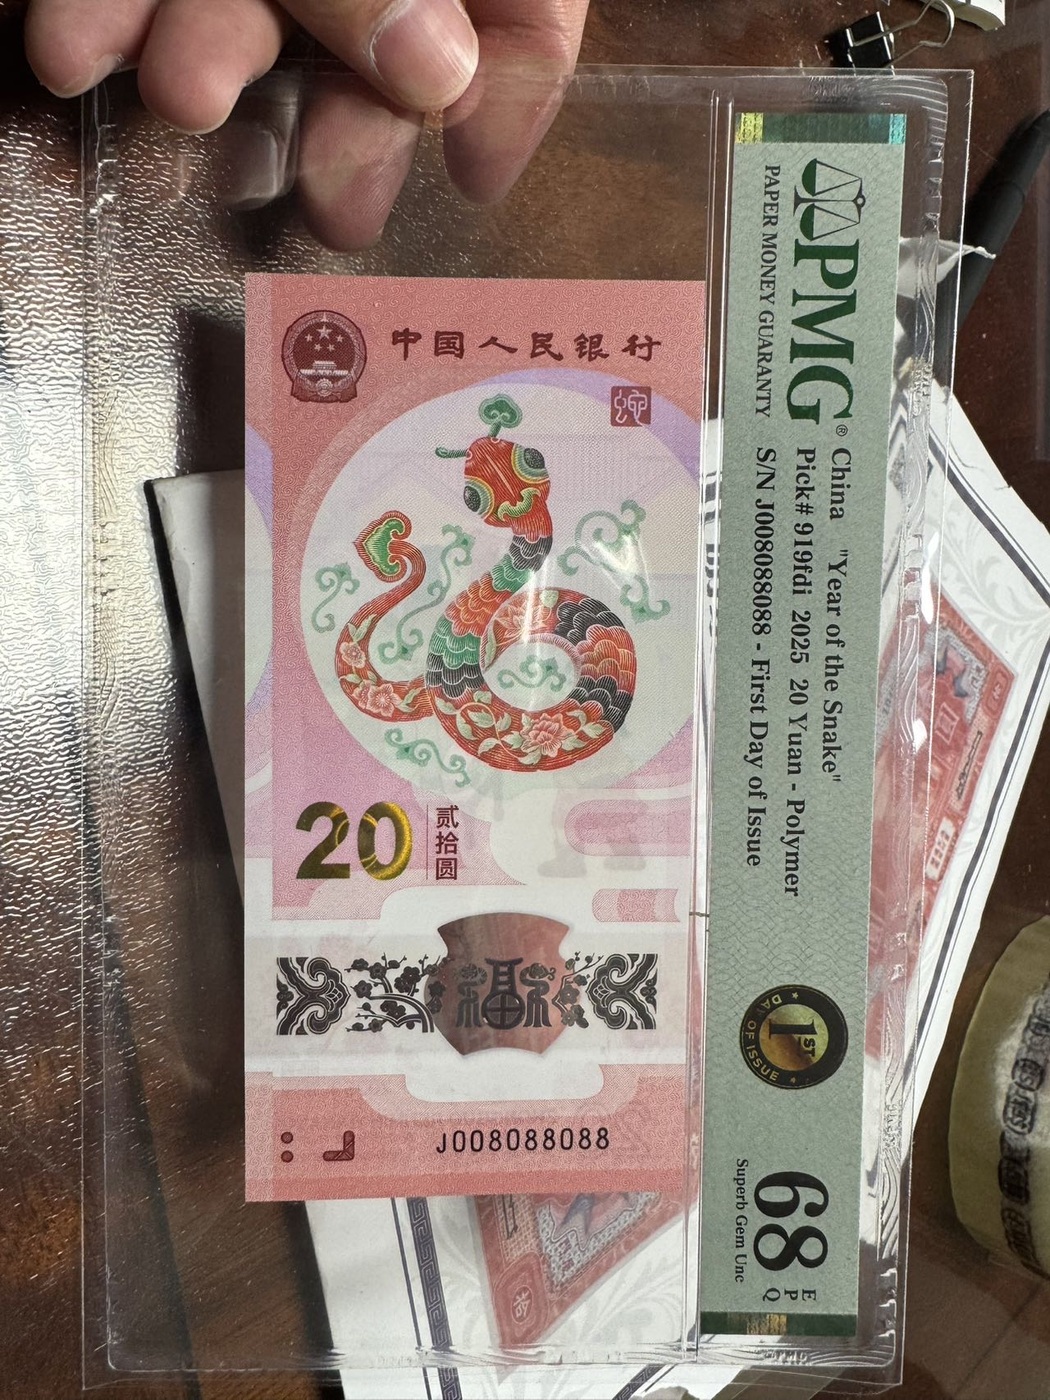 中国人民银行
20
贰拾圆
福
J008088088
PMG®
PAPER MONEY GUARANTY
China "Year of the Snake"
Pick# 919fdi 2025 20 Yuan - Polymer
S/N J008088088 - First Day of Issue
1ST
DAY OF ISSUE
68
EPQ
Superb Gem Unc